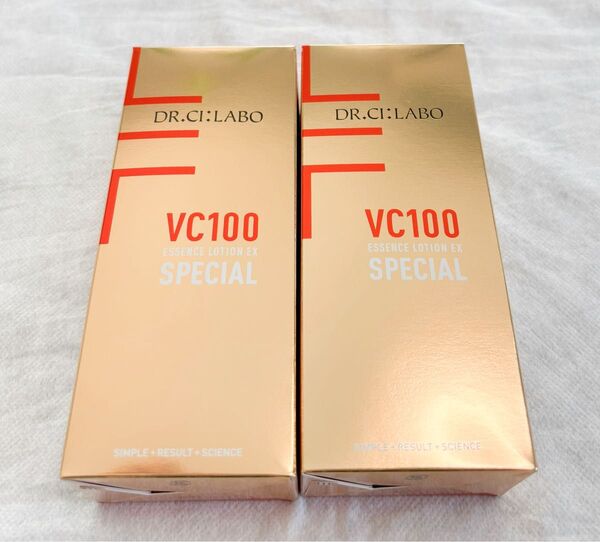 DR.CI:LABO
VC100
ESSENCE LOTION EX
SPECIAL
SIMPLE+RESULT+SCIENCE
DR.CI:LABO
VC100
ESSENCE LOTION EX
SPECIAL
SIMPLE+RESULT+SCIENCE